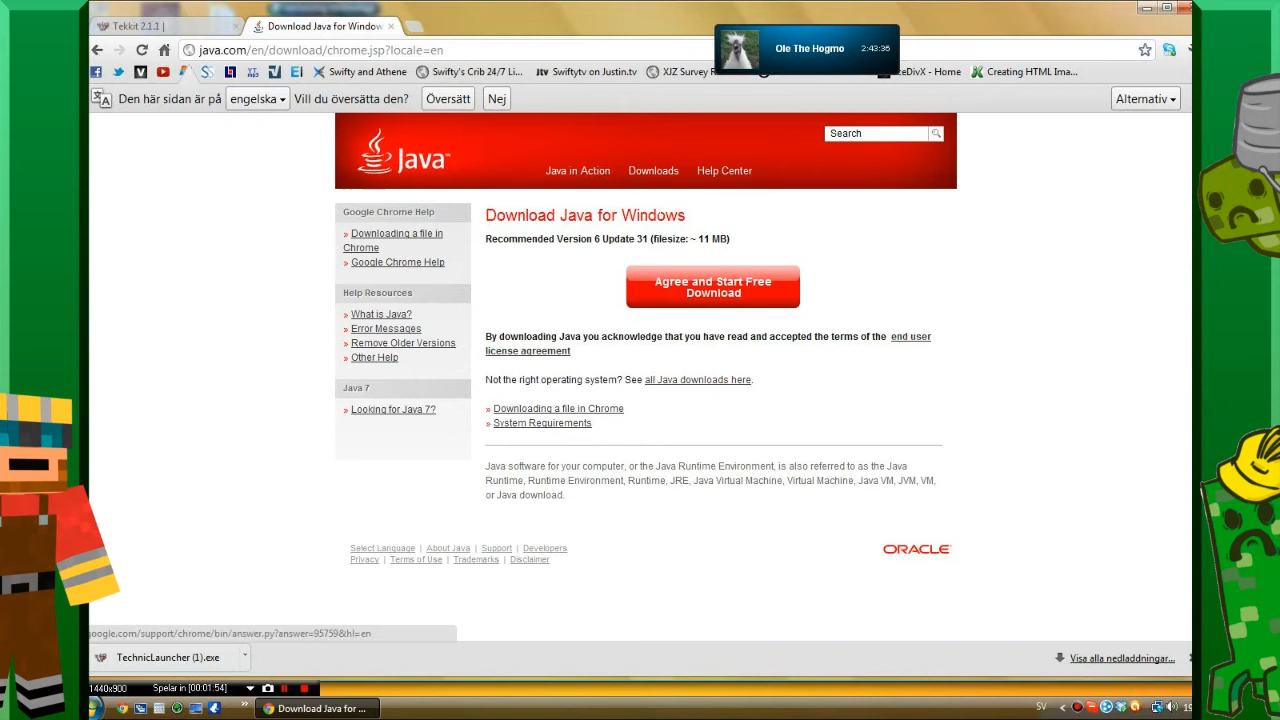 Tekkit 2.1.1 |
Download Java for Window
java.com/en/download/chrome.jsp?locale=en
Ole The Hogmo
2:43:36
Swifty and Athene
Swifty's Crib 24/7 L...
Swiftytv on Justin.tv
XJZ Survey R
zeDivX - Home
Creating HTML Ima...
Den här sidan är på
engelska
Vill du översätta den?
Översätt
Nej
Alternativ
Java
Search
Java in Action
Downloads
Help Center
Google Chrome Help
» Downloading a file in
Chrome
» Google Chrome Help
Help Resources
» What is Java?
» Error Messages
» Remove Older Versions
» Other Help
Java 7
» Looking for Java 7?
Download Java for Windows
Recommended Version 6 Update 31 (filesize: ~ 11 MB)
Agree and Start Free
Download
By downloading Java you acknowledge that you have read and accepted the terms of the end user
license agreement
Not the right operating system? See all Java downloads here.
» Downloading a file in Chrome
» System Requirements
Java software for your computer, or the Java Runtime Environment, is also referred to as the Java
Runtime, Runtime Environment, Runtime, JRE, Java Virtual Machine, Virtual Machine, Java VM, JVM, VM,
or Java download.
Select Language | About Java | Support | Developers
Privacy | Terms of Use | Trademarks | Disclaimer
ORACLE
google.com/support/chrome/bin/answer.py?answer=95759&hl=en
TechnicLauncher (1).exe
Visa alla nedladdningar...
1440x900
Spelar in [00:01:54]
Download Java for ...
SV